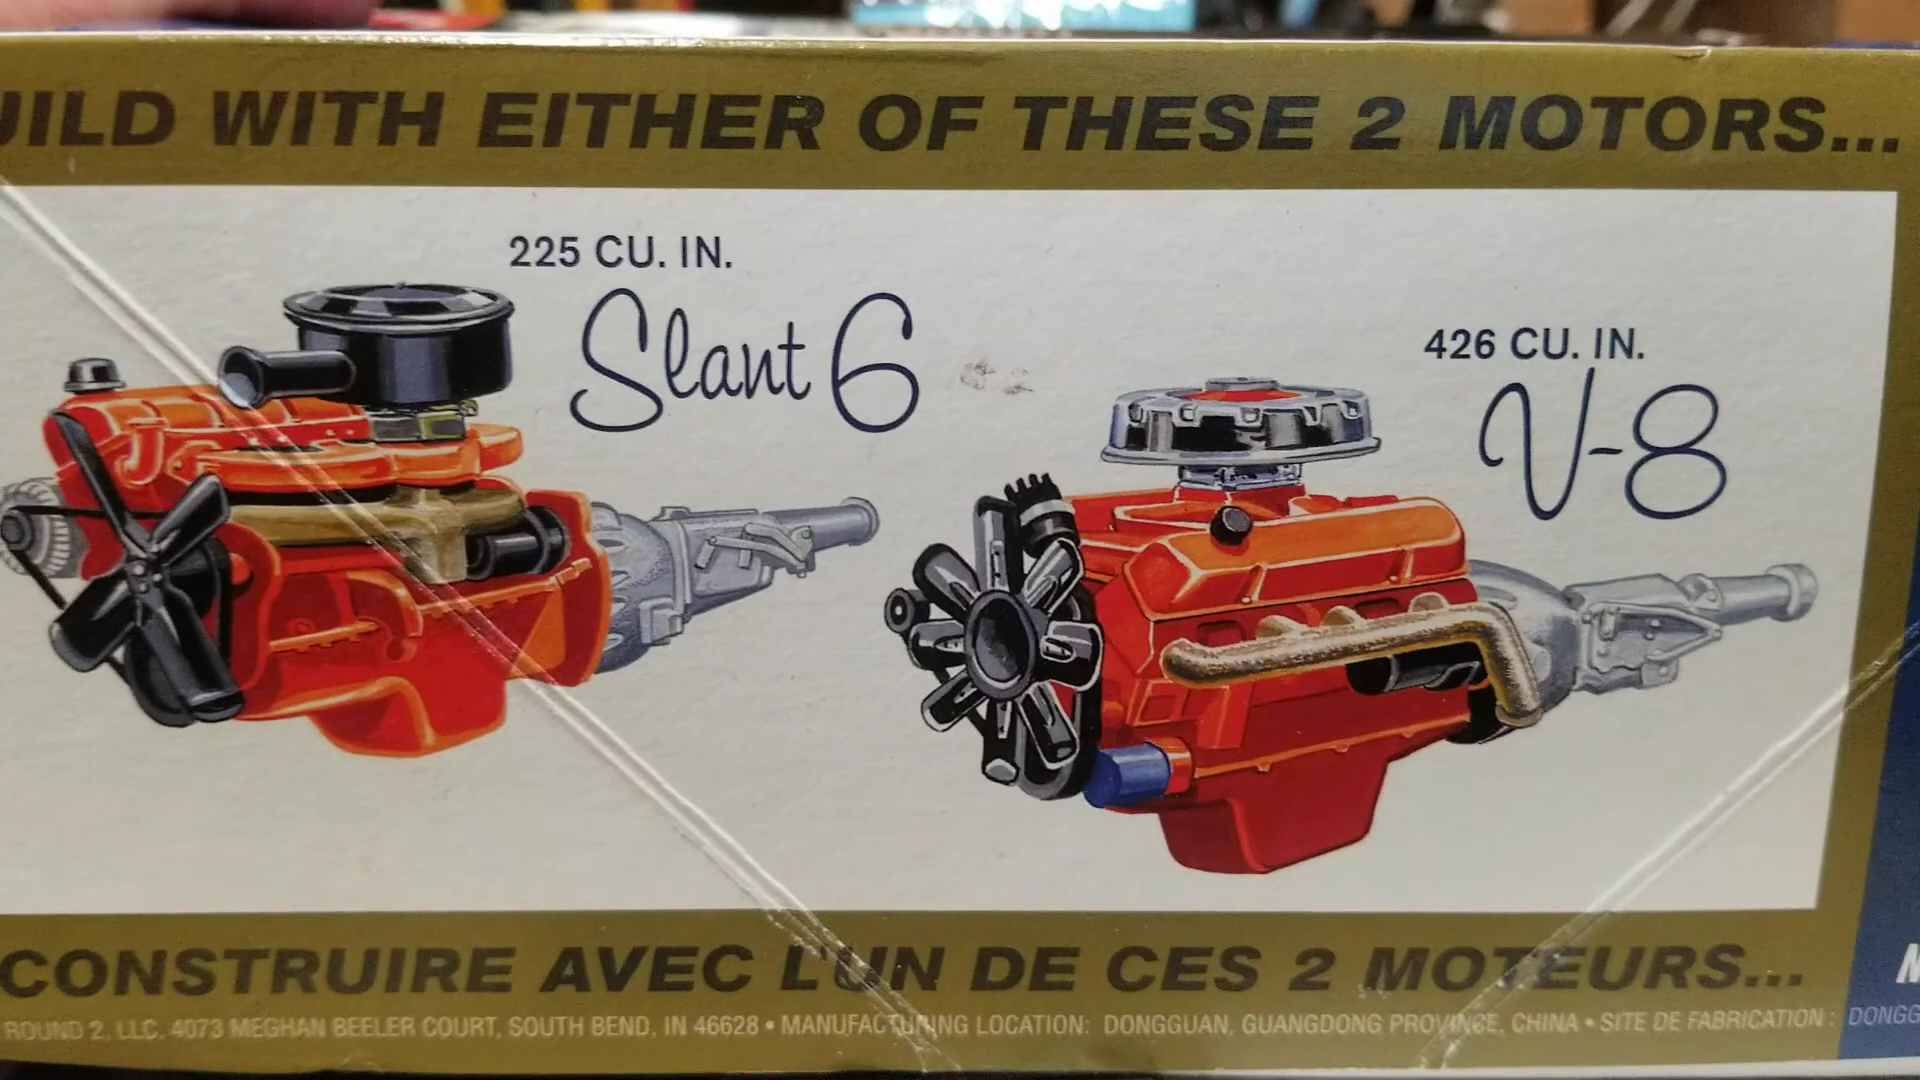 UILD WITH EITHER OF THESE 2 MOTORS...
225 CU. IN.
Slant 6
426 CU. IN.
V-8
CONSTRUIRE AVEC L'UN DE CES 2 MOTEURS...
ROUND 2, LLC, 4073 MEGHAN BEELER COURT, SOUTH BEND, IN 46628 • MANUFACTURING LOCATION: DONGGUAN, GUANGDONG PROVINCE, CHINA • SITE DE FABRICATION : DONGG